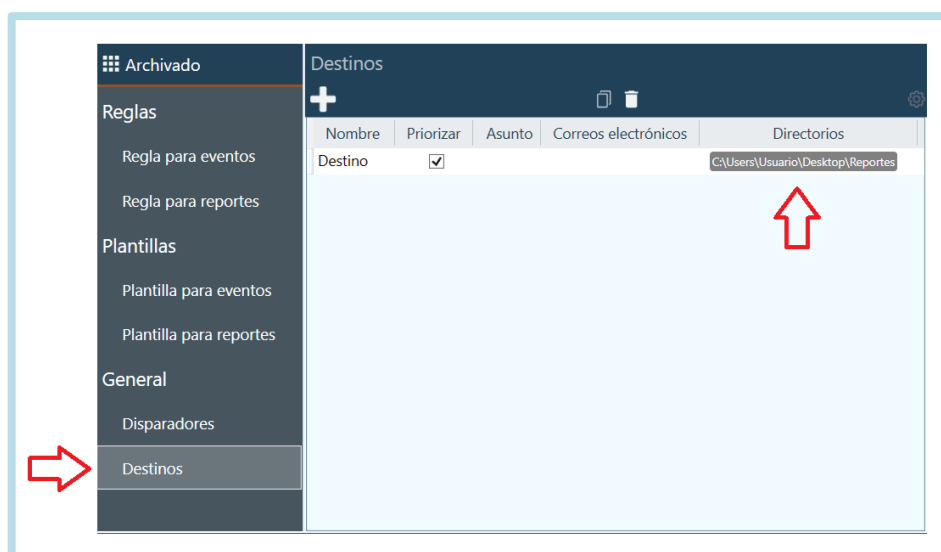 Archivado
Reglas
Regla para eventos
Regla para reportes
Plantillas
Plantilla para eventos
Plantilla para reportes
General
Disparadores
Destinos
Destinos
Nombre Priorizar Asunto Correos electrónicos Directorios
Destino C:\Users\Usuario\Desktop\Reportes